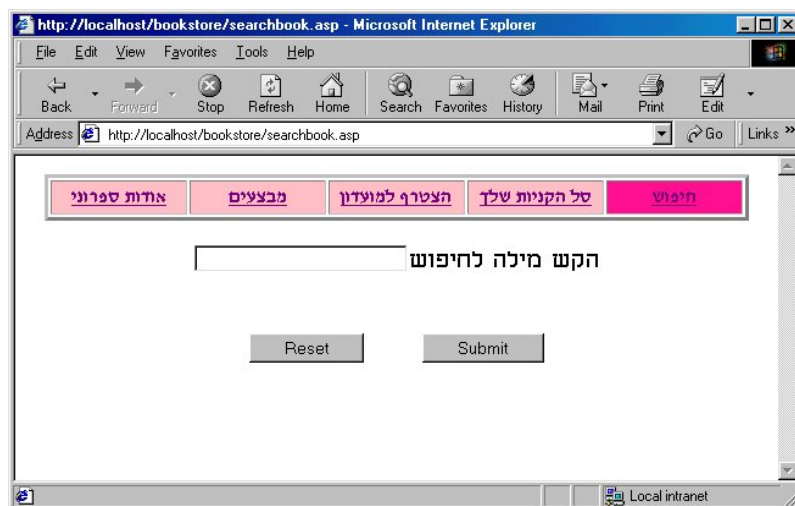 http://localhost/bookstore/searchbook.asp - Microsoft Internet Explorer
File Edit View Favorites Tools Help
Back Forward Stop Refresh Home Search Favorites History Mail Print Edit
Address http://localhost/bookstore/searchbook.asp Go Links »
חיפוש סל הקניות שלך הצטרף למועדון מבצעים אודות ספרוני
הקש מילה לחיפוש
Reset Submit
Local intranet